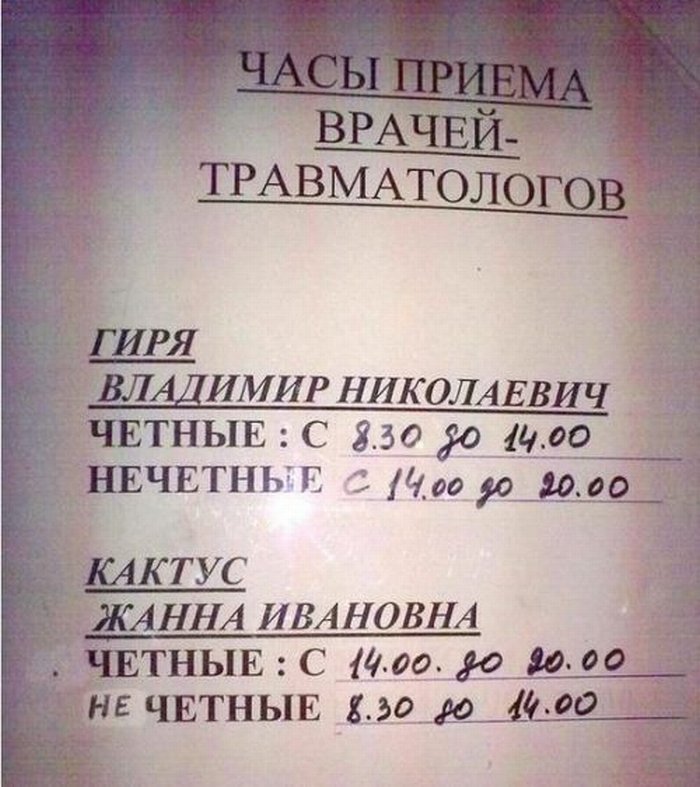 ЧАСЫ ПРИЕМА
ВРАЧЕЙ-
ТРАВМАТОЛОГОВ
ГИРЯ
ВЛАДИМИР НИКОЛАЕВИЧ
ЧЕТНЫЕ : С 8.30 до 14.00
НЕЧЕТНЫЕ С 14.00 до 20.00
КАКТУС
ЖАННА ИВАНОВНА
ЧЕТНЫЕ : С 14.00. до 20.00
НЕ ЧЕТНЫЕ 8.30 до 14.00